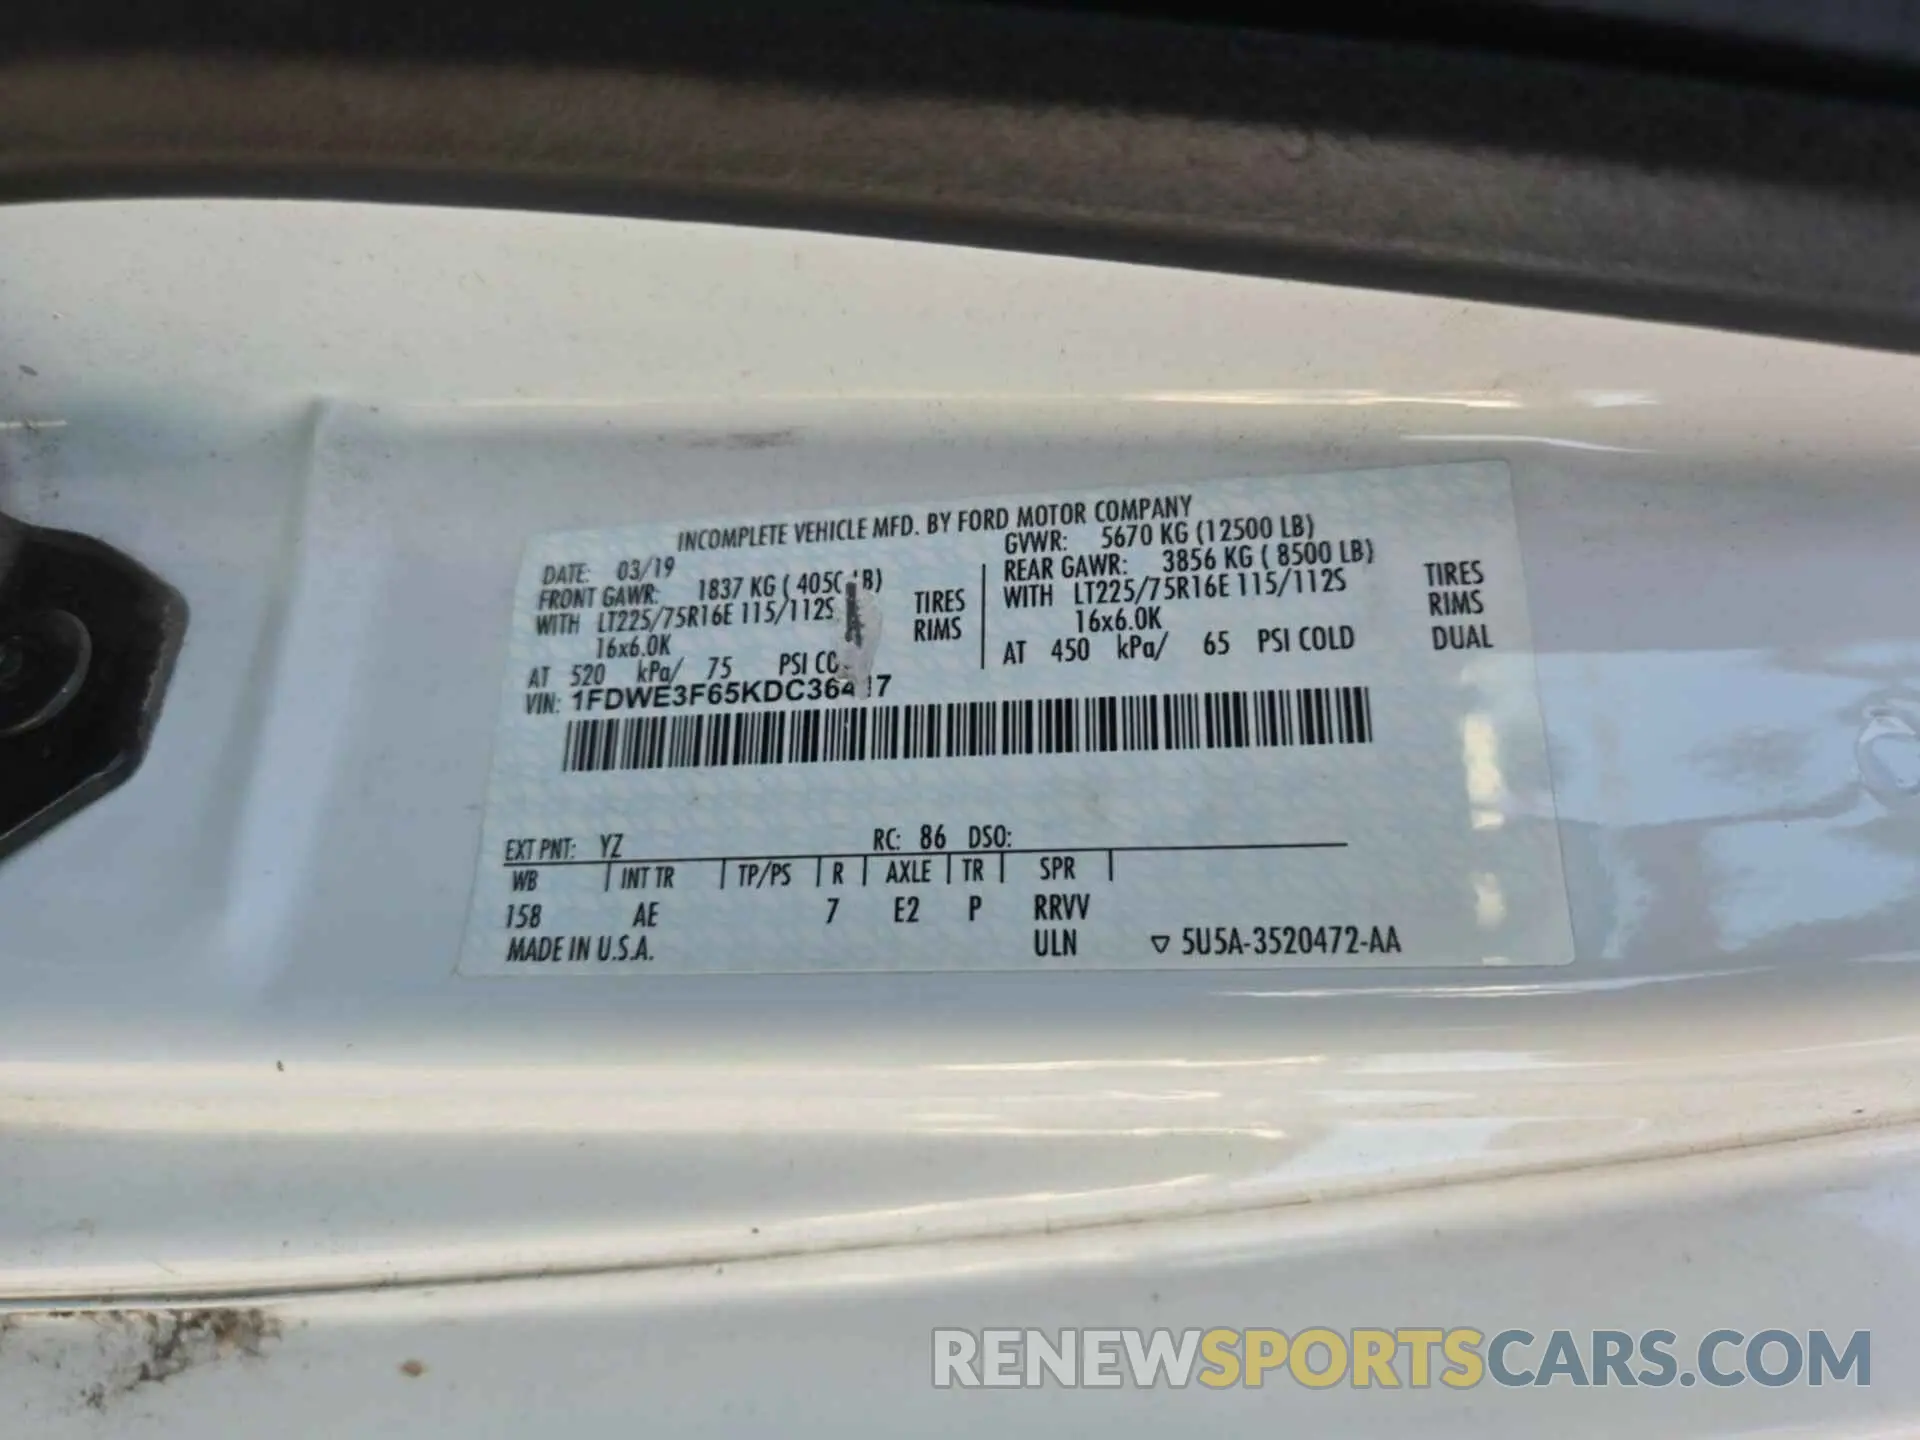 INCOMPLETE VEHICLE MFD. BY FORD MOTOR COMPANY
DATE: 03/19
GVWR: 5670 KG (12500 LB)
FRONT GAWR: 1837 KG
REAR GAWR: 3856 KG ( 8500 LB)
WITH LT225/75R16E 115/112S TIRES
WITH LT225/75R16E 115/112S TIRES
16x6.0K RIMS
16x6.0K RIMS
AT 520 kPa/ 75 PSI
AT 450 kPa/ 65 PSI COLD DUAL
VIN:
EXT PNT: YZ RC: 86 DSO:
WB INT TR TP/PS R AXLE TR SPR
158 AE 7 E2 P RRVV
MADE IN U.S.A. ULN ▽ 5U5A-3520472-AA
RENEWSPORTSCARS.COM